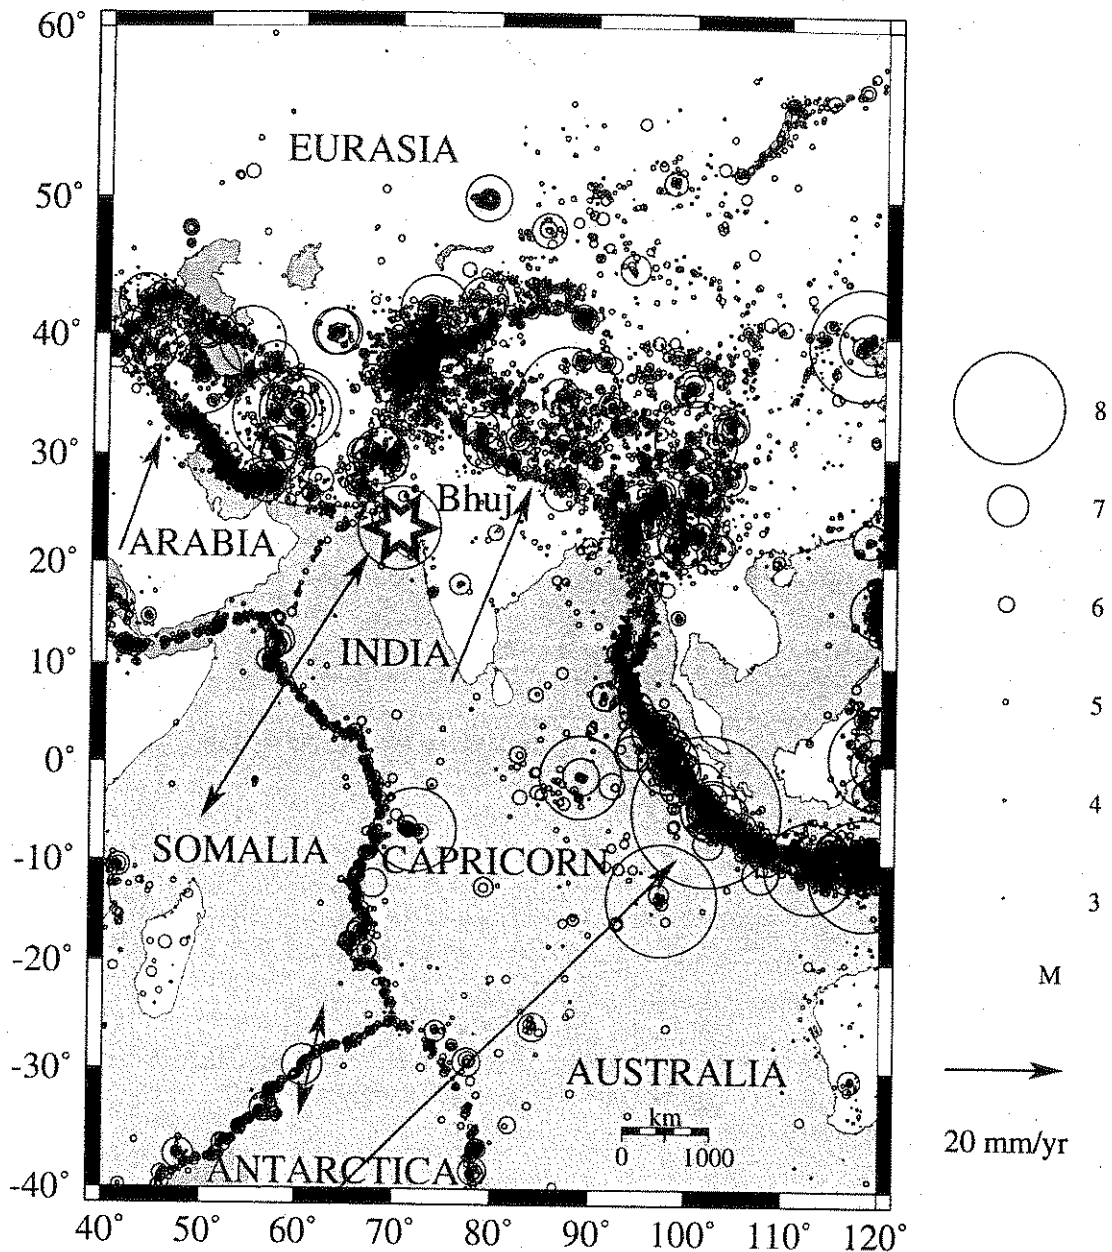 60°
EURASIA
50°
40°
8
30°
Bhuj
7
ARABIA
20°
6
INDIA
10°
5
0°
4
SOMALIA
CAPRICORN
-10°
3
-20°
M
-30°
AUSTRALIA
km
20 mm/yr
0 1000
ANTARCTICA
-40°
40° 50° 60° 70° 80° 90° 100° 110° 120°